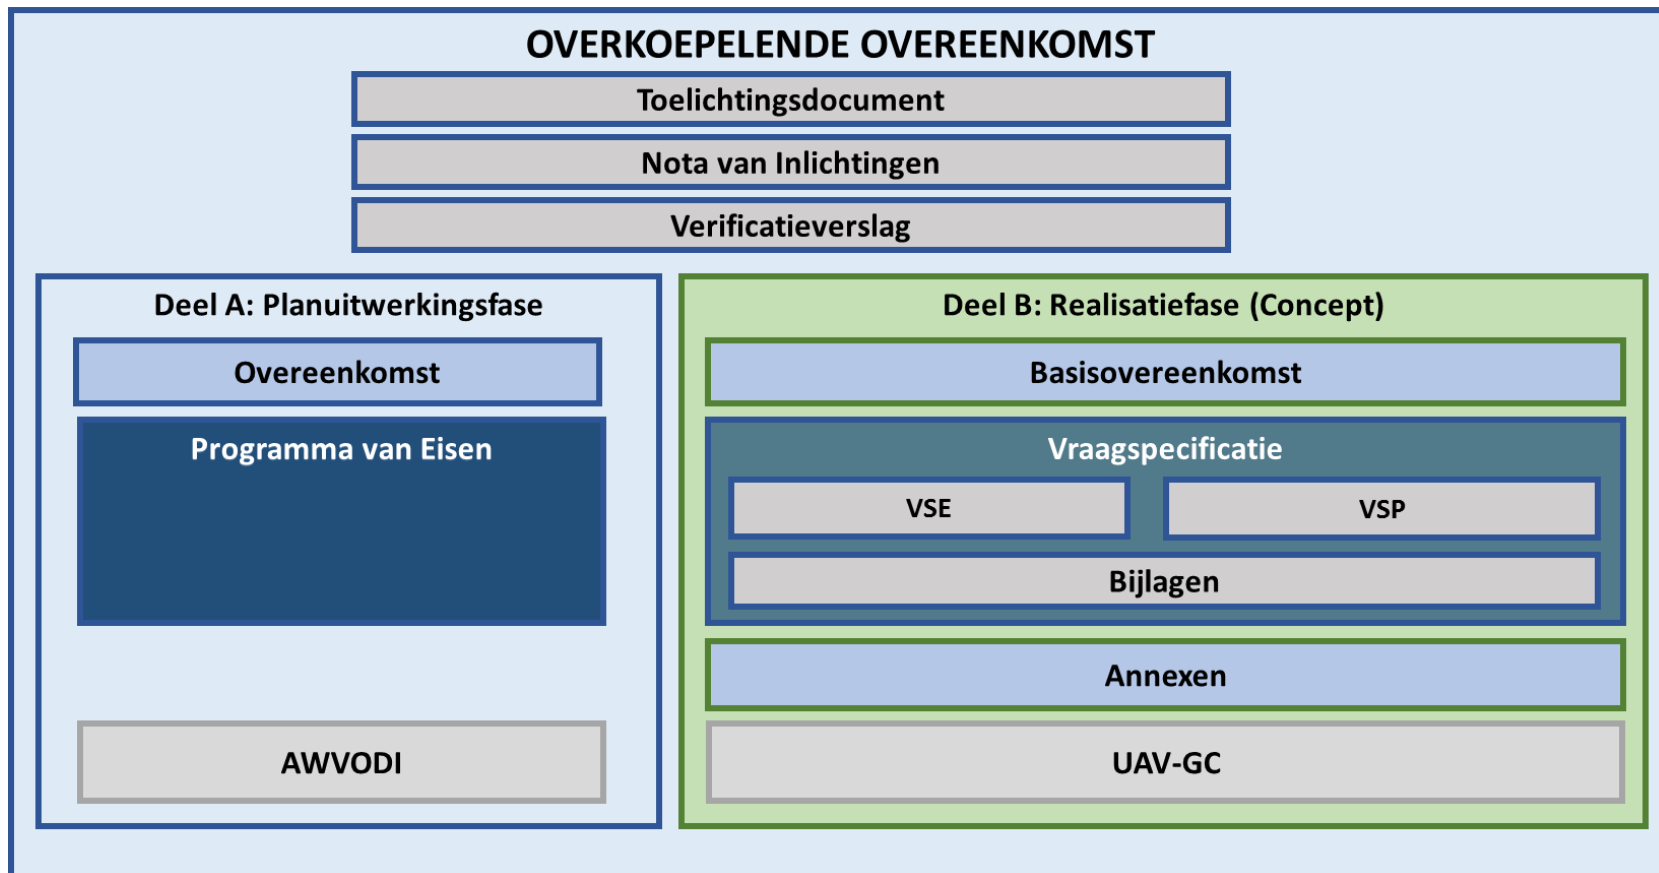 OVERKOEPELENDE OVEREENKOMST
Toelichtingsdocument
Nota van Inlichtingen
Verificatieverslag
Deel A: Planuitwerkingsfase
Overeenkomst
Programma van Eisen
AWVODI
Deel B: Realisatiefase (Concept)
Basisovereenkomst
Vraagspecificatie
VSE
VSP
Bijlagen
Annexen
UAV-GC